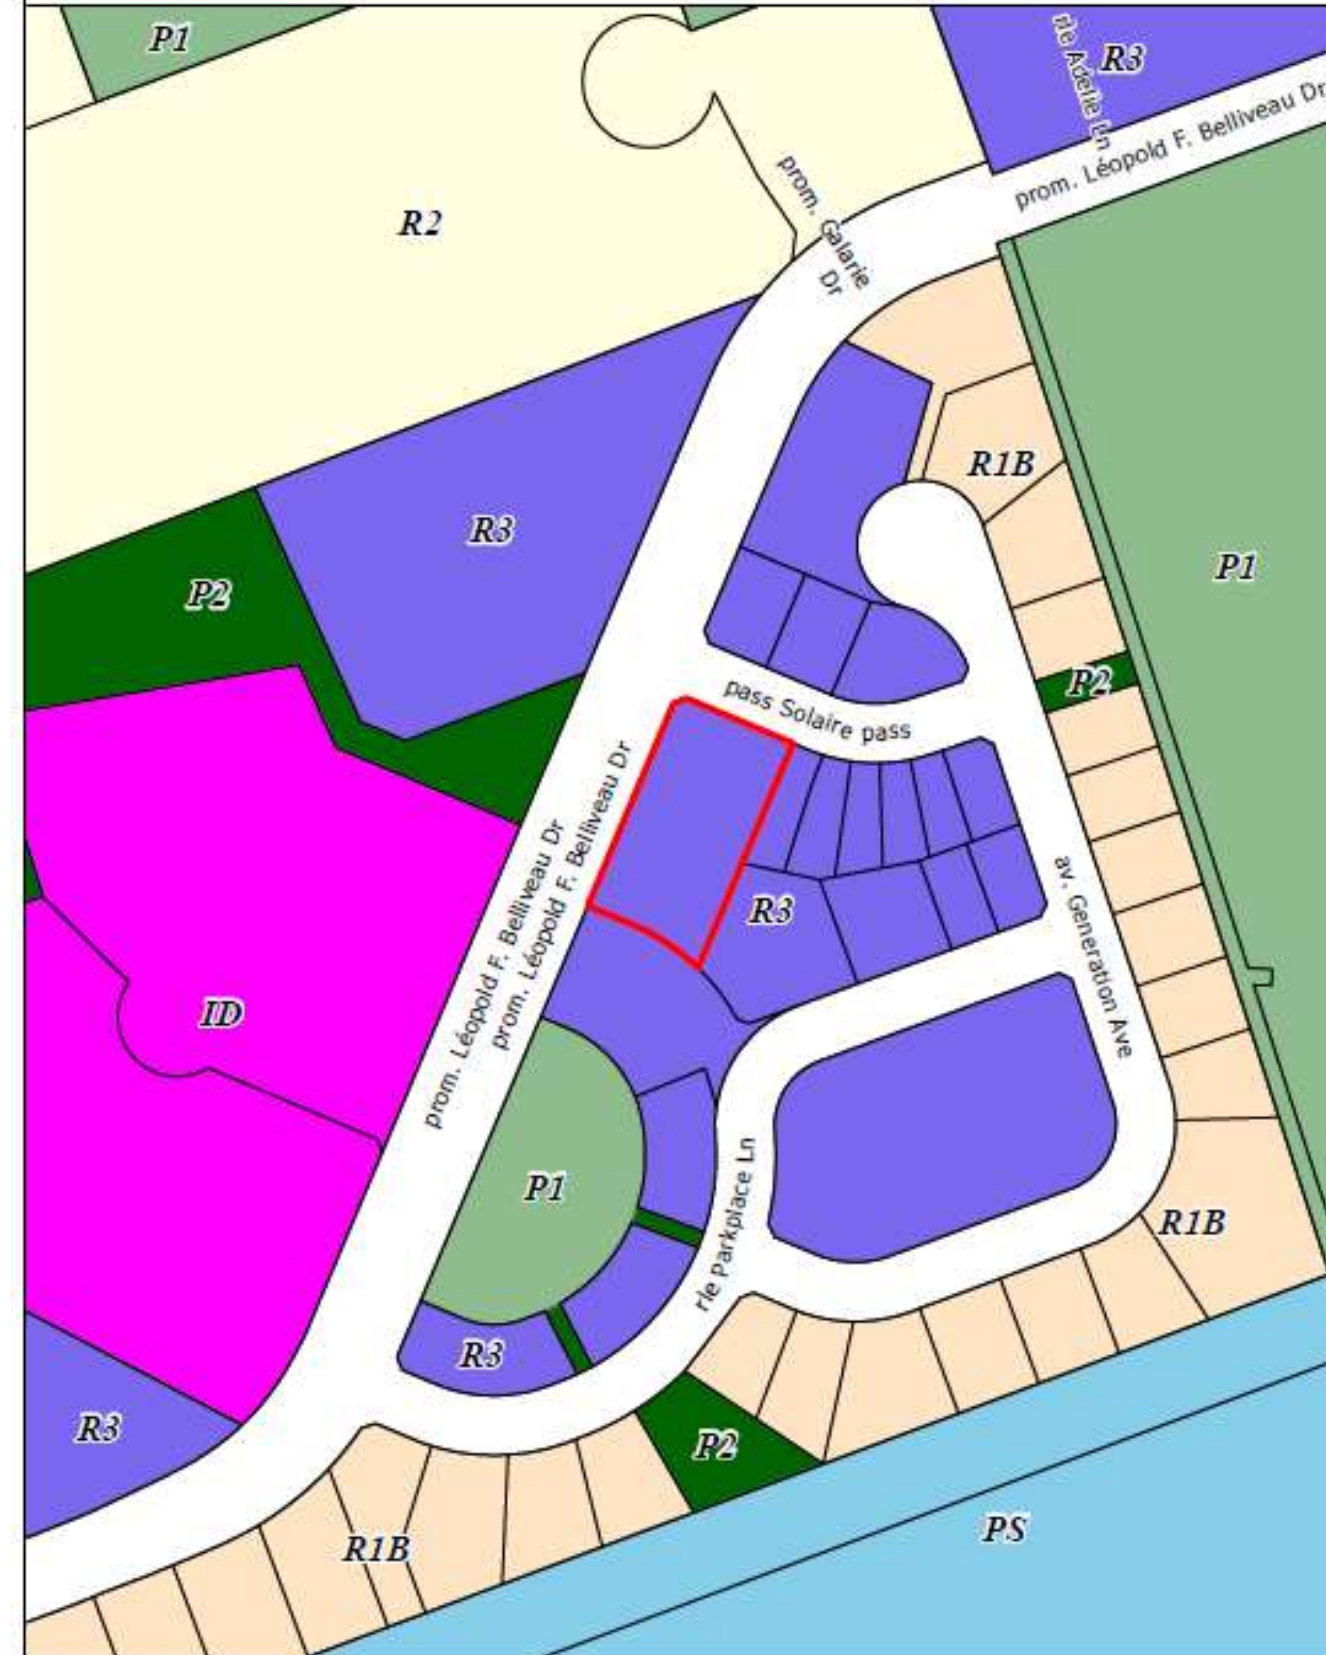 P1
rle Adelie Ln
R3
prom. Léopold F. Belliveau Dr
R2
prom. Galarie
Dr
R1B
R3
P1
P2
P2
pass Solaire pass
prom. Léopold F. Belliveau Dr
prom. Léopold F. Belliveau Dr
R3
av. Generation Ave
ID
P1
rle Parkplace Ln
R1B
R3
R3
P2
PS
R1B